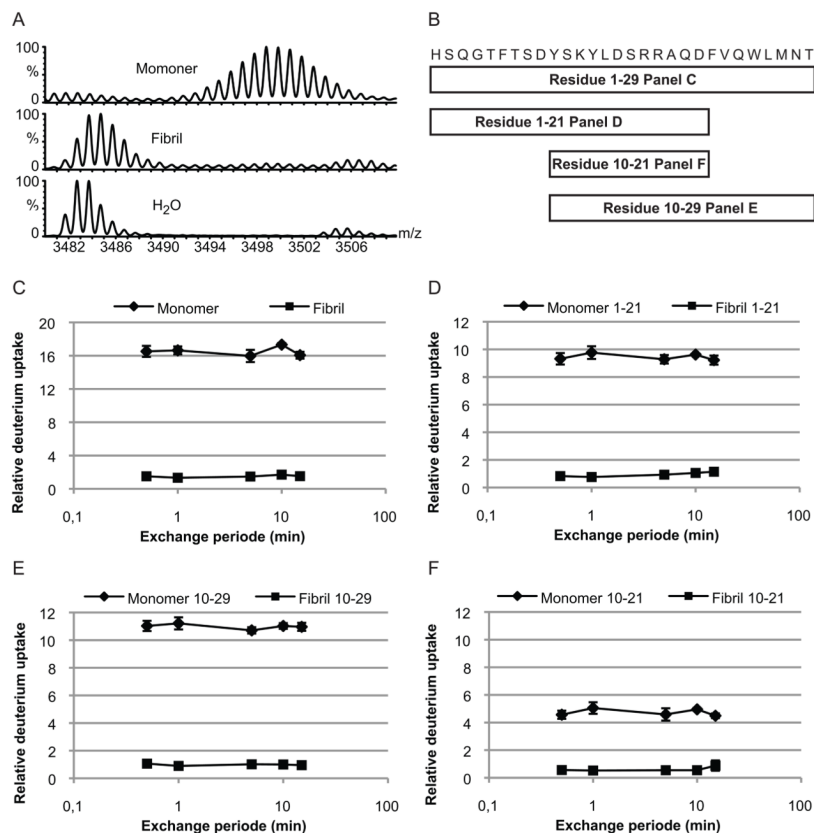 A
100
%
0
Momoner
100
%
0
Fibril
100
%
0
H2O
3482 3486 3490 3494 3498 3502 3506 m/z
B
HSQGTFTSDYSKYLDSRRAQDFVQWLMNT
Residue 1-29 Panel C
Residue 1-21 Panel D
Residue 10-21 Panel F
Residue 10-29 Panel E
C
Monomer Fibril
Relative deuterium uptake
20
16
12
8
4
0
0,1 1 10 100
Exchange periode (min)
D
Monomer 1-21 Fibril 1-21
Relative deuterium uptake
12
10
8
6
4
2
0
0,1 1 10 100
Exchange periode (min)
E
Monomer 10-29 Fibril 10-29
Relative deuterium uptake
12
10
8
6
4
2
0
0,1 1 10 100
Exchange periode (min)
F
Monomer 10-21 Fibril 10-21
Relative deuterium uptake
12
10
8
6
4
2
0
0,1 1 10 100
Exchange periode (min)